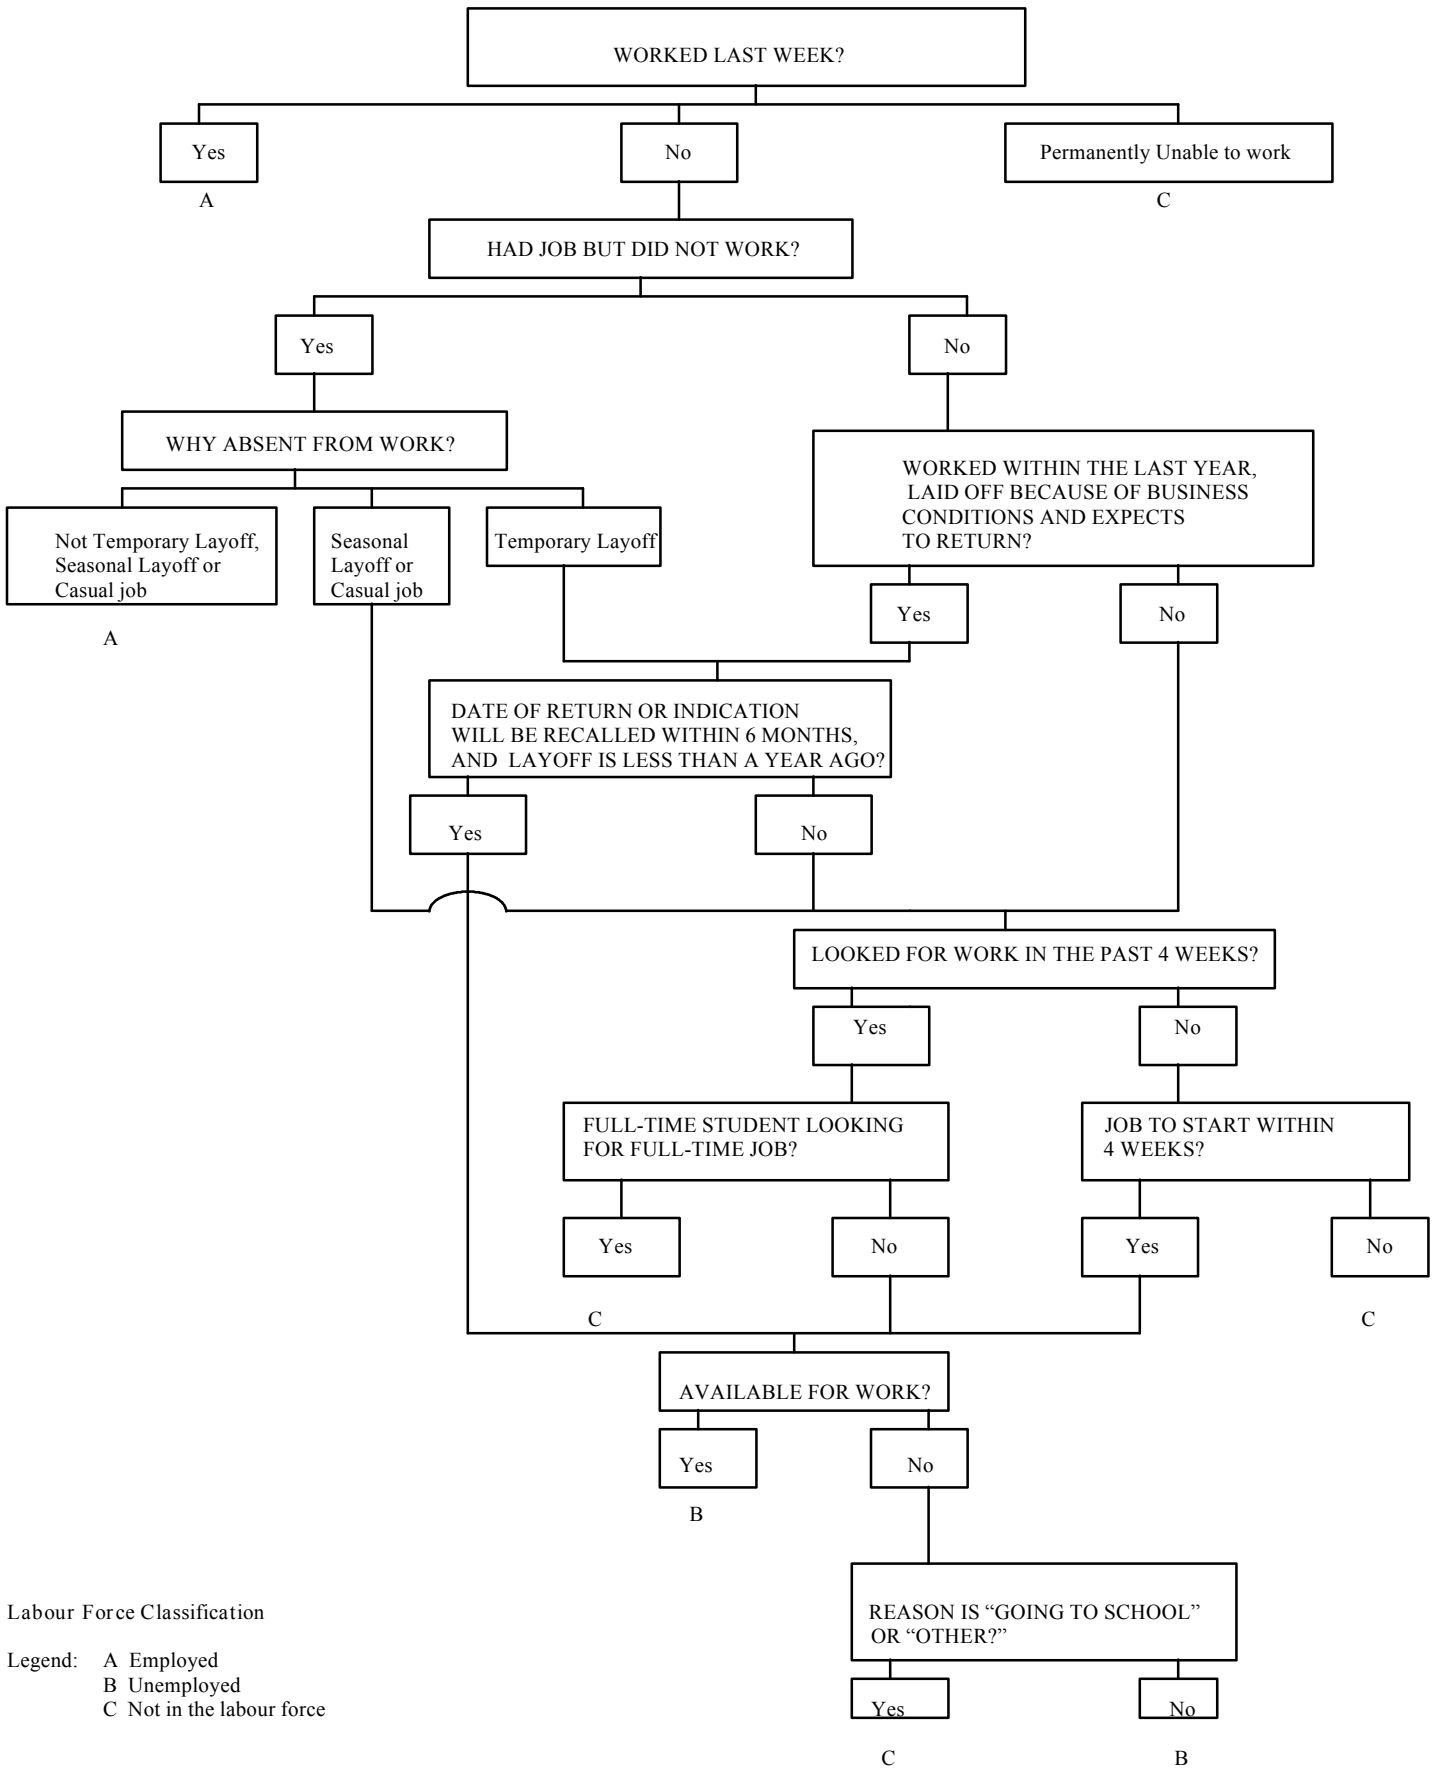 WORKED LAST WEEK?
Yes
No
Permanently Unable to work
A
C
HAD JOB BUT DID NOT WORK?
Yes
No
WHY ABSENT FROM WORK?
WORKED WITHIN THE LAST YEAR,
LAID OFF BECAUSE OF BUSINESS
CONDITIONS AND EXPECTS
TO RETURN?
Not Temporary Layoff,
Seasonal Layoff or
Casual job
Seasonal
Layoff or
Casual job
Temporary Layoff
Yes
No
A
DATE OF RETURN OR INDICATION
WILL BE RECALLED WITHIN 6 MONTHS,
AND LAYOFF IS LESS THAN A YEAR AGO?
Yes
No
LOOKED FOR WORK IN THE PAST 4 WEEKS?
Yes
No
FULL-TIME STUDENT LOOKING
FOR FULL-TIME JOB?
JOB TO START WITHIN
4 WEEKS?
Yes
No
Yes
No
C
C
AVAILABLE FOR WORK?
Yes
No
B
REASON IS “GOING TO SCHOOL”
OR “OTHER?”
Yes
No
C
B
Labour Force Classification
Legend: A Employed
B Unemployed
C Not in the labour force